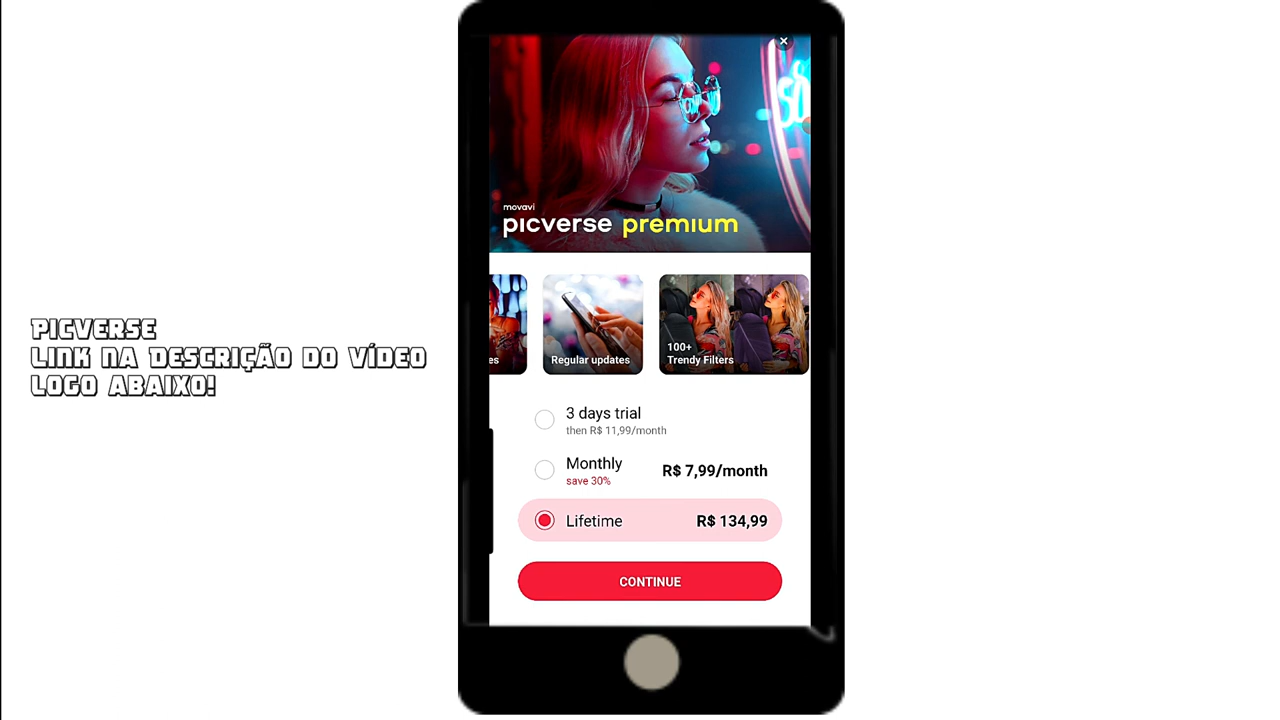 PICVERSE
LINK NA DESCRIÇÃO DO VÍDEO
LOGO ABAIXO!
movavi
picverse premium
es
Regular updates
100+
Trendy Filters
3 days trial
then R$ 11,99/month
Monthly
R$ 7,99/month
save 30%
Lifetime
R$ 134,99
CONTINUE